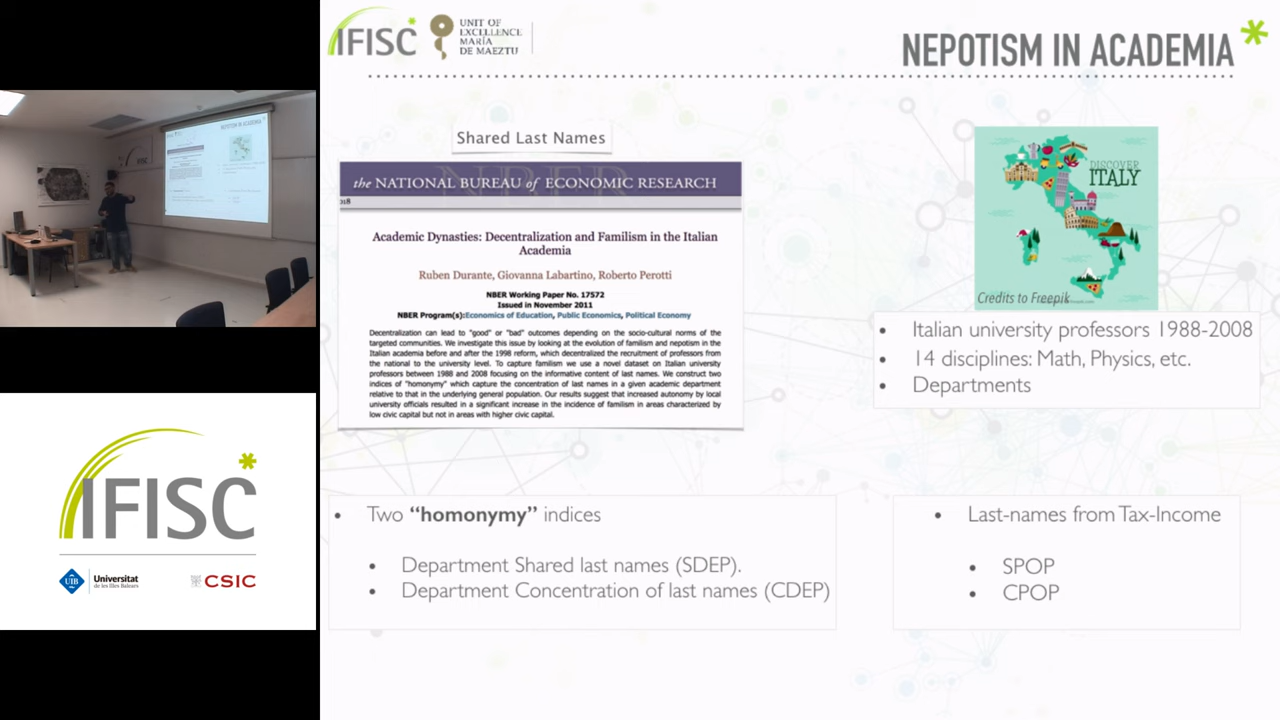 IFISC
UNIT OF
EXCELLENCE
MARÍA
DE MAEZTU
NEPOTISM IN ACADEMIA
Shared Last Names
the NATIONAL BUREAU of ECONOMIC RESEARCH
018
Academic Dynasties: Decentralization and Familism in the Italian
Academia
Ruben Durante, Giovanna Labartino, Roberto Perotti
NBER Working Paper No. 17572
Issued in November 2011
NBER Program(s):Economics of Education, Public Economics, Political Economy
Decentralization can lead to "good" or "bad" outcomes depending on the socio-cultural norms of the
targeted communities. We investigate this issue by looking at the evolution of familism and nepotism in the
Italian academia before and after the 1998 reform, which decentralized the recruitment of professors from
the national to the university level. To capture familism we use a novel dataset on Italian university
professors between 1988 and 2008 focusing on the informative content of last names. We construct two
indices of "homonymy" which capture the concentration of last names in a given academic department
relative to that in the underlying general population. Our results suggest that increased autonomy by local
university officials resulted in a significant increase in the incidence of familism in areas characterized by
low civic capital but not in areas with higher civic capital.
DISCOVER
ITALY
Credits to Freepik
• Italian university professors 1988-2008
• 14 disciplines: Math, Physics, etc.
• Departments
• Two “homonymy” indices
• Department Shared last names (SDEP).
• Department Concentration of last names (CDEP)
• Last-names from Tax-Income
• SPOP
• CPOP
NEPOTISM IN ACADEMIA
IFISC
UIB
Universitat
de les Illes Balears
CSIC